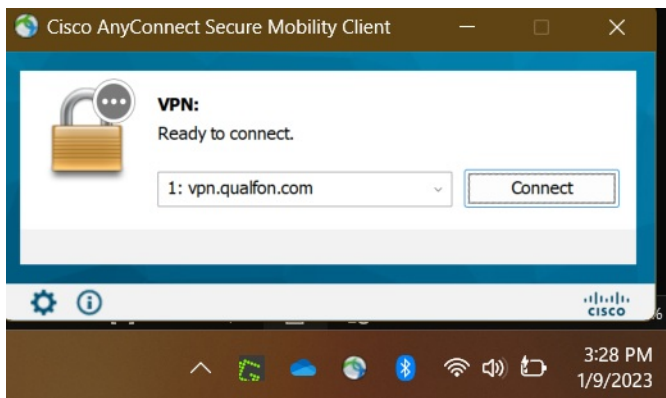 Cisco AnyConnect Secure Mobility Client
VPN:
Ready to connect.
1: vpn.qualfon.com
Connect
CISCO
3:28 PM
1/9/2023